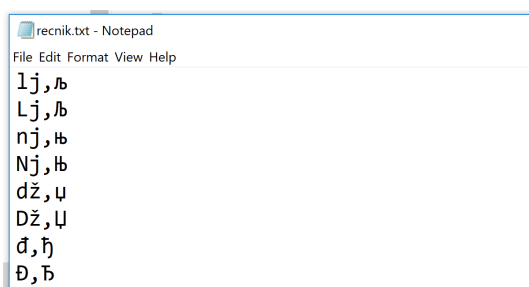 recnik.txt - Notepad
File Edit Format View Help
lj,љ
Lj,Љ
nj,њ
Nj,Њ
dž,џ
Dž,Џ
đ,ђ
Đ,Ђ